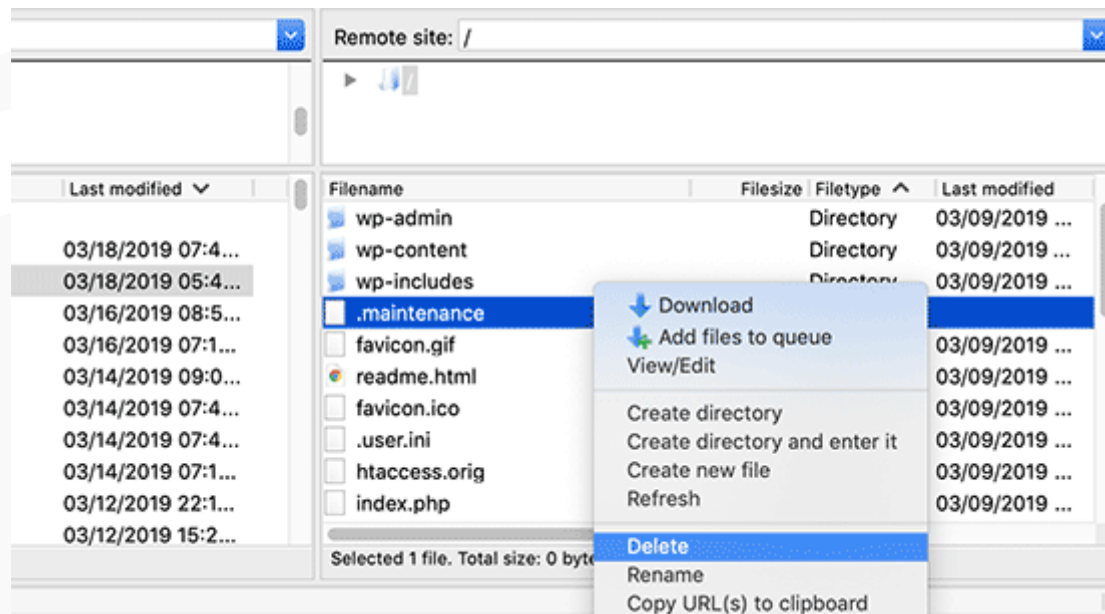 Remote site: /
/
Last modified
03/18/2019 07:4...
03/18/2019 05:4...
03/16/2019 08:5...
03/16/2019 07:1...
03/14/2019 09:0...
03/14/2019 07:4...
03/14/2019 07:4...
03/14/2019 07:1...
03/12/2019 22:1...
03/12/2019 15:2...
Filename Filesize Filetype Last modified
wp-admin Directory 03/09/2019 ...
wp-content Directory 03/09/2019 ...
wp-includes Directory 03/09/2019 ...
.maintenance
favicon.gif 03/09/2019 ...
readme.html 03/09/2019 ...
favicon.ico 03/09/2019 ...
.user.ini 03/09/2019 ...
htaccess.orig 03/09/2019 ...
index.php 03/09/2019 ...
Selected 1 file. Total size: 0 byte
Download
Add files to queue
View/Edit
Create directory
Create directory and enter it
Create new file
Refresh
Delete
Rename
Copy URL(s) to clipboard